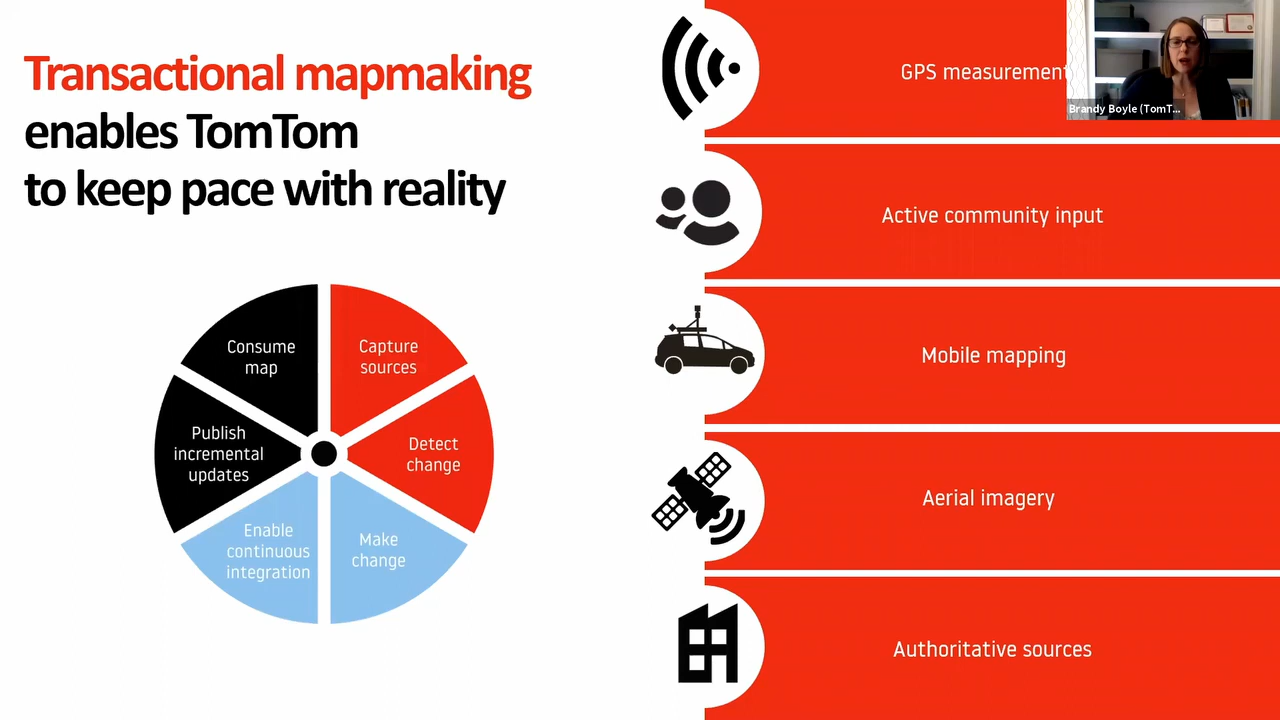 Transactional mapmaking
enables TomTom
to keep pace with reality
Consume
map
Capture
sources
Publish
incremental
updates
Detect
change
Enable
continuous
integration
Make
change
GPS measurement
Brandy Boyle (TomT...
Active community input
Mobile mapping
Aerial imagery
Authoritative sources